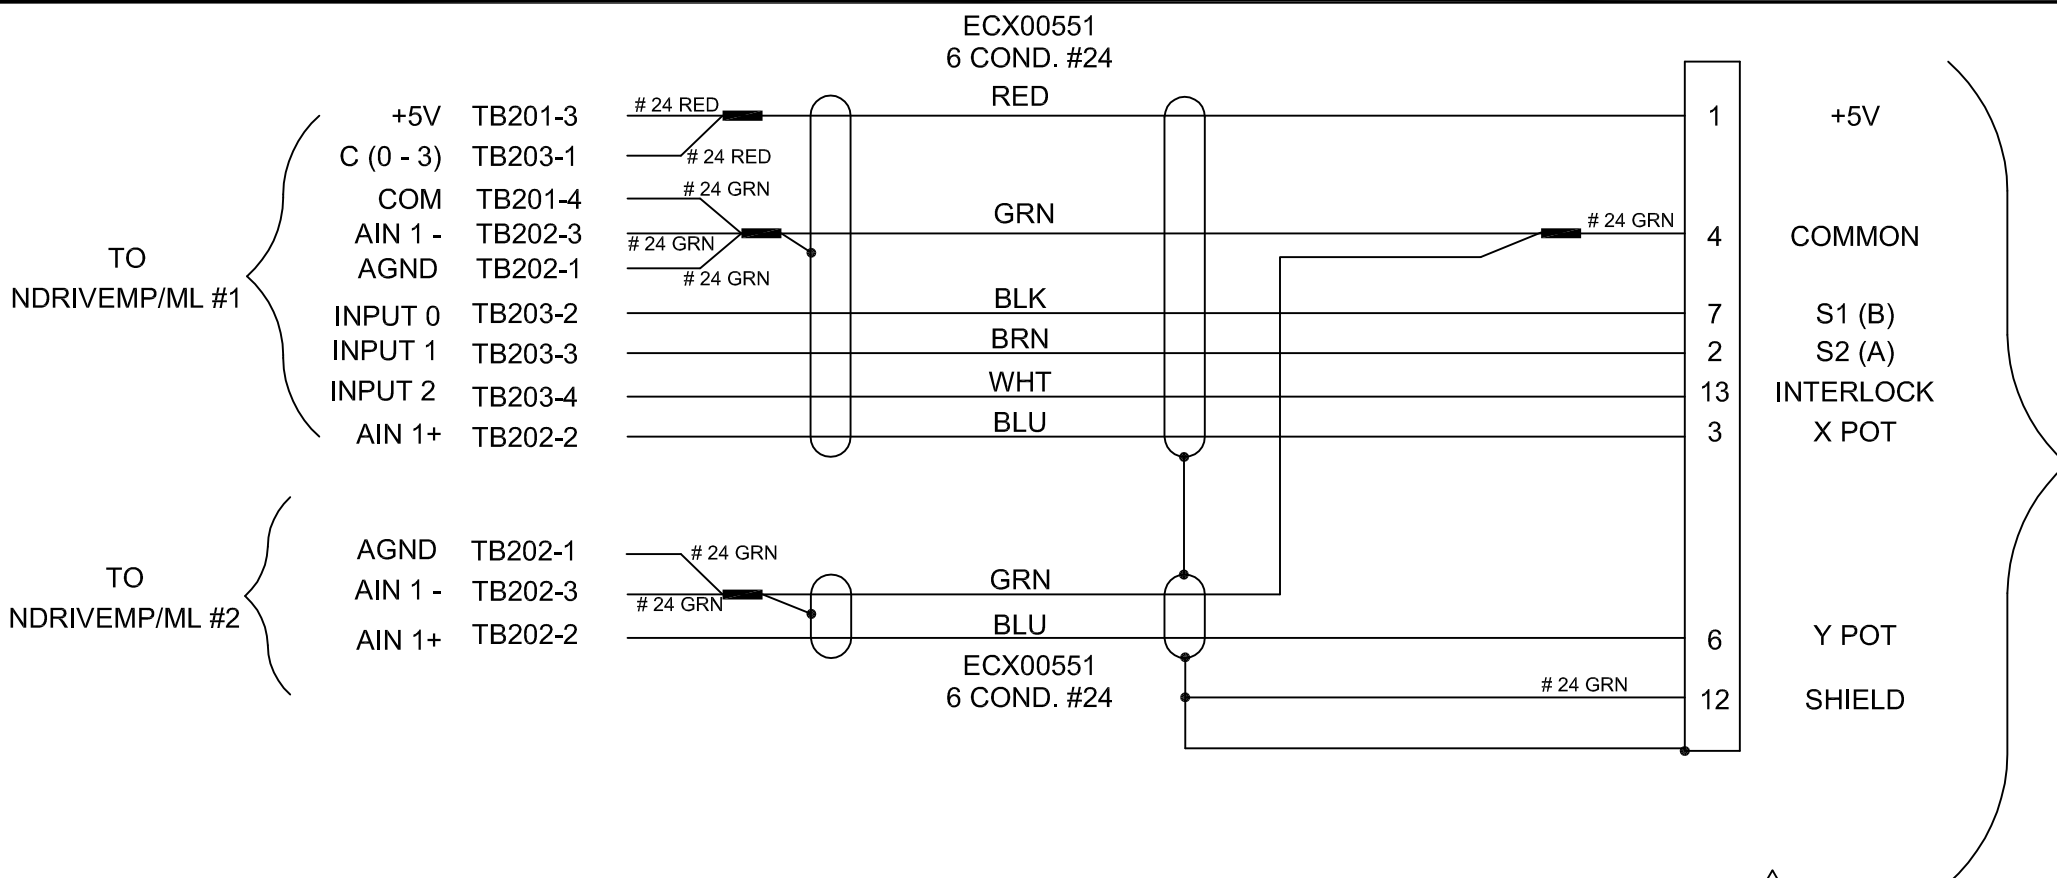 ECX00551
6 COND. #24
+5V TB201-3 # 24 RED RED 1 +5V
C (0 - 3) TB203-1 # 24 RED
COM TB201-4 # 24 GRN
AIN 1 - TB202-3 # 24 GRN GRN # 24 GRN 4 COMMON
AGND TB202-1 # 24 GRN
TO
NDRIVEMP/ML #1
INPUT 0 TB203-2 BLK 7 S1 (B)
INPUT 1 TB203-3 BRN 2 S2 (A)
INPUT 2 TB203-4 WHT 13 INTERLOCK
AIN 1+ TB202-2 BLU 3 X POT
AGND TB202-1 # 24 GRN
TO
NDRIVEMP/ML #2
AIN 1 - TB202-3 # 24 GRN GRN
AIN 1+ TB202-2 BLU 6 Y POT
ECX00551
6 COND. #24
# 24 GRN 12 SHIELD